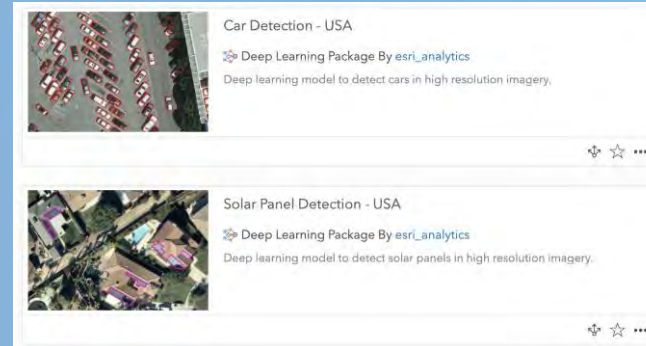 Car Detection - USA
Deep Learning Package By esri_analytics
Deep learning model to detect cars in high resolution imagery.
Solar Panel Detection - USA
Deep Learning Package By esri_analytics
Deep learning model to detect solar panels in high resolution imagery.